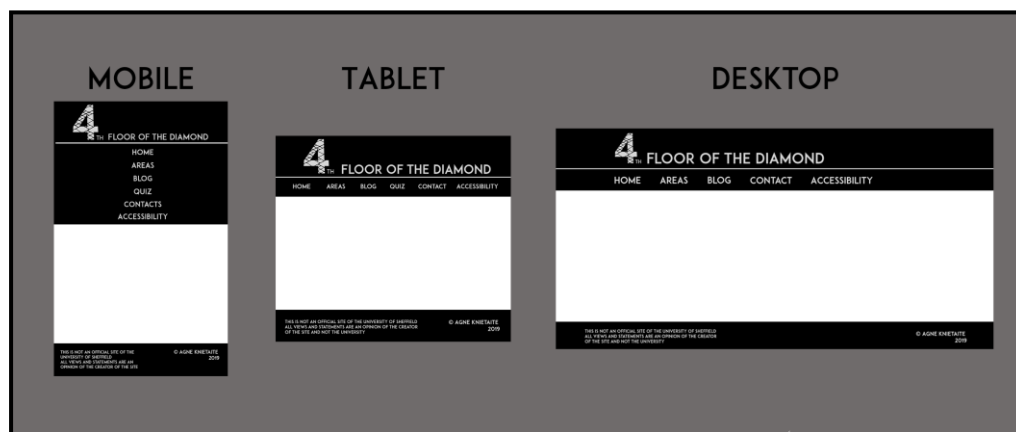 MOBILE
4TH FLOOR OF THE DIAMOND
HOME
AREAS
BLOG
QUIZ
CONTACTS
ACCESSIBILITY
THIS IS NOT AN OFFICIAL SITE OF THE
UNIVERSITY OF SHEFFIELD
ALL VIEWS AND STATEMENTS ARE AN
OPINION OF THE CREATOR OF THE SITE
© AGNE KNIETAITE
2019
TABLET
4TH FLOOR OF THE DIAMOND
HOME AREAS BLOG QUIZ CONTACT ACCESSIBILITY
THIS IS NOT AN OFFICIAL SITE OF THE UNIVERSITY OF SHEFFIELD
ALL VIEWS AND STATEMENTS ARE AN OPINION OF THE CREATOR
OF THE SITE AND NOT THE UNIVERSITY
© AGNE KNIETAITE
2019
DESKTOP
4TH FLOOR OF THE DIAMOND
HOME AREAS BLOG CONTACT ACCESSIBILITY
THIS IS NOT AN OFFICIAL SITE OF THE UNIVERSITY OF SHEFFIELD
ALL VIEWS AND STATEMENTS ARE AN OPINION OF THE CREATOR
OF THE SITE AND NOT THE UNIVERSITY
© AGNE KNIETAITE
2019